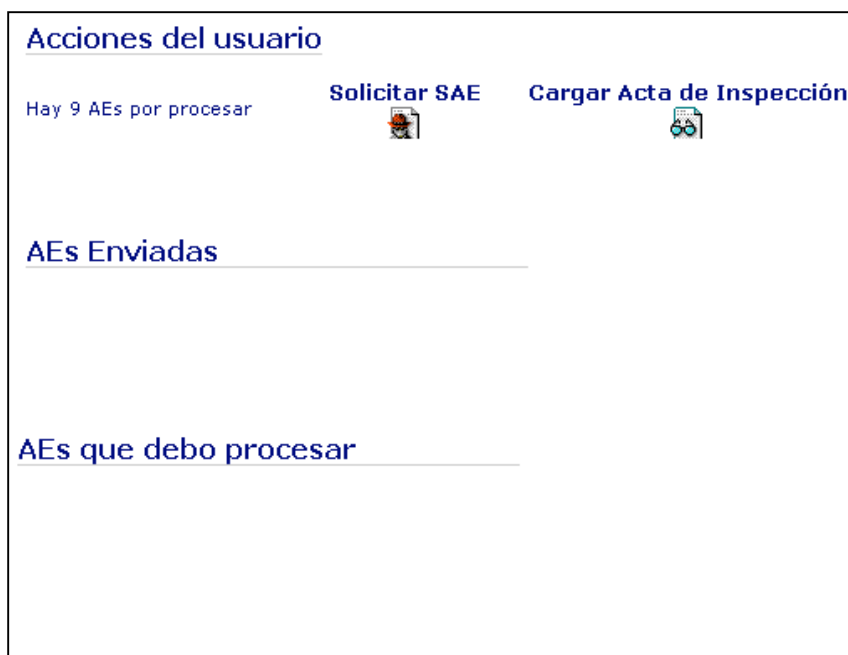 Acciones del usuario
Solicitar SAE
Cargar Acta de Inspección
Hay 9 AEs por procesar
AEs Enviadas
AEs que debo procesar